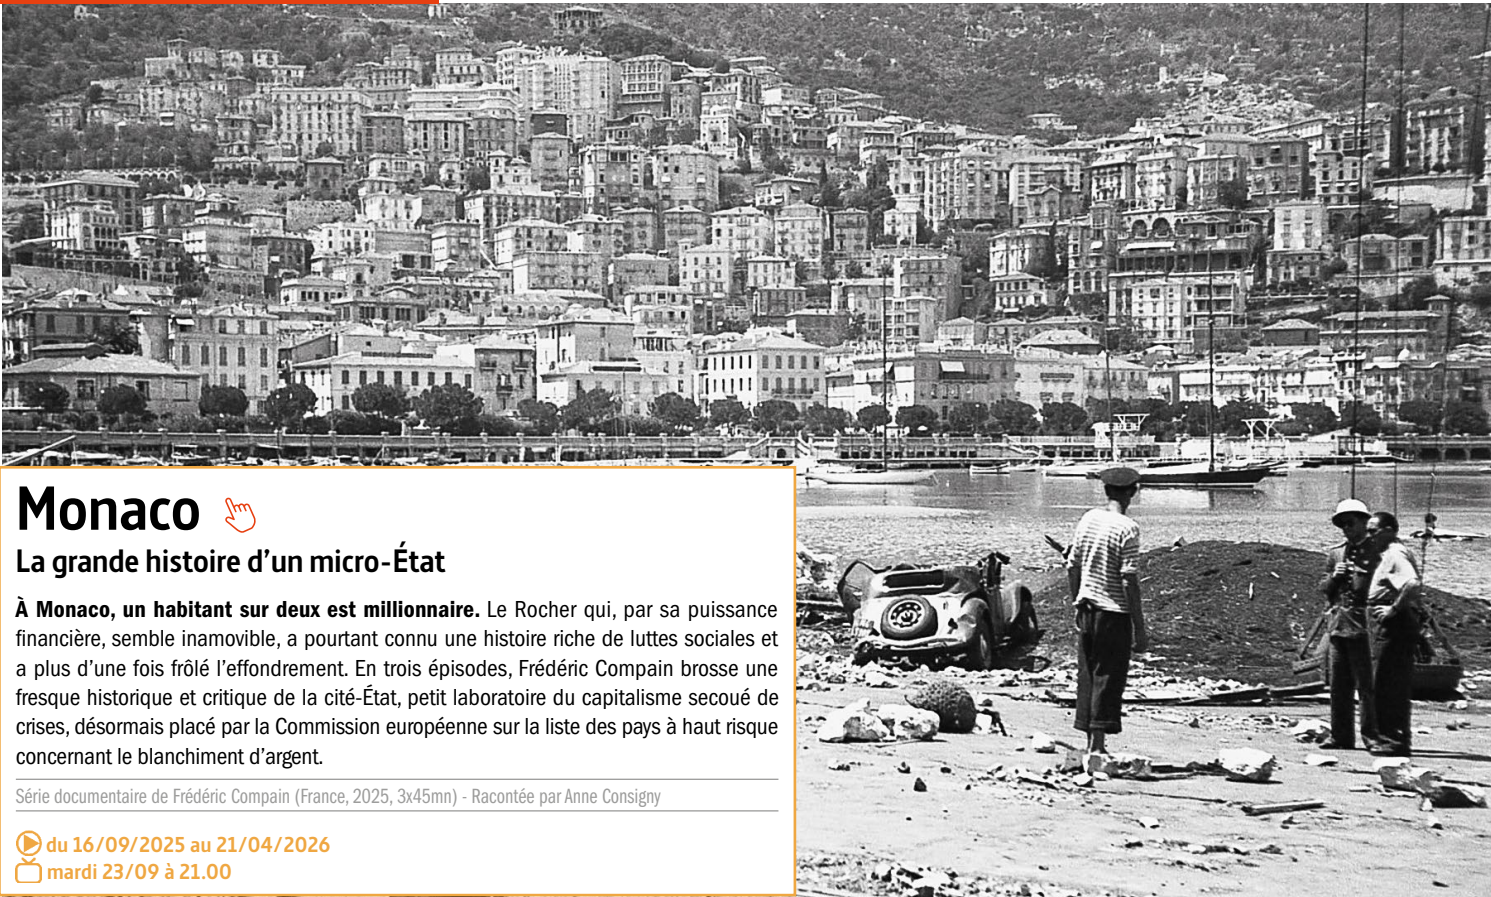 Monaco
La grande histoire d’un micro-État
À Monaco, un habitant sur deux est millionnaire. Le Rocher qui, par sa puissance
financière, semble inamovible, a pourtant connu une histoire riche de luttes sociales et
a plus d’une fois frôlé l’effondrement. En trois épisodes, Frédéric Compain brosse une
fresque historique et critique de la cité-État, petit laboratoire du capitalisme secoué de
crises, désormais placé par la Commission européenne sur la liste des pays à haut risque
concernant le blanchiment d’argent.
Série documentaire de Frédéric Compain (France, 2025, 3x45mn) - Racontée par Anne Consigny
du 16/09/2025 au 21/04/2026
mardi 23/09 à 21.00